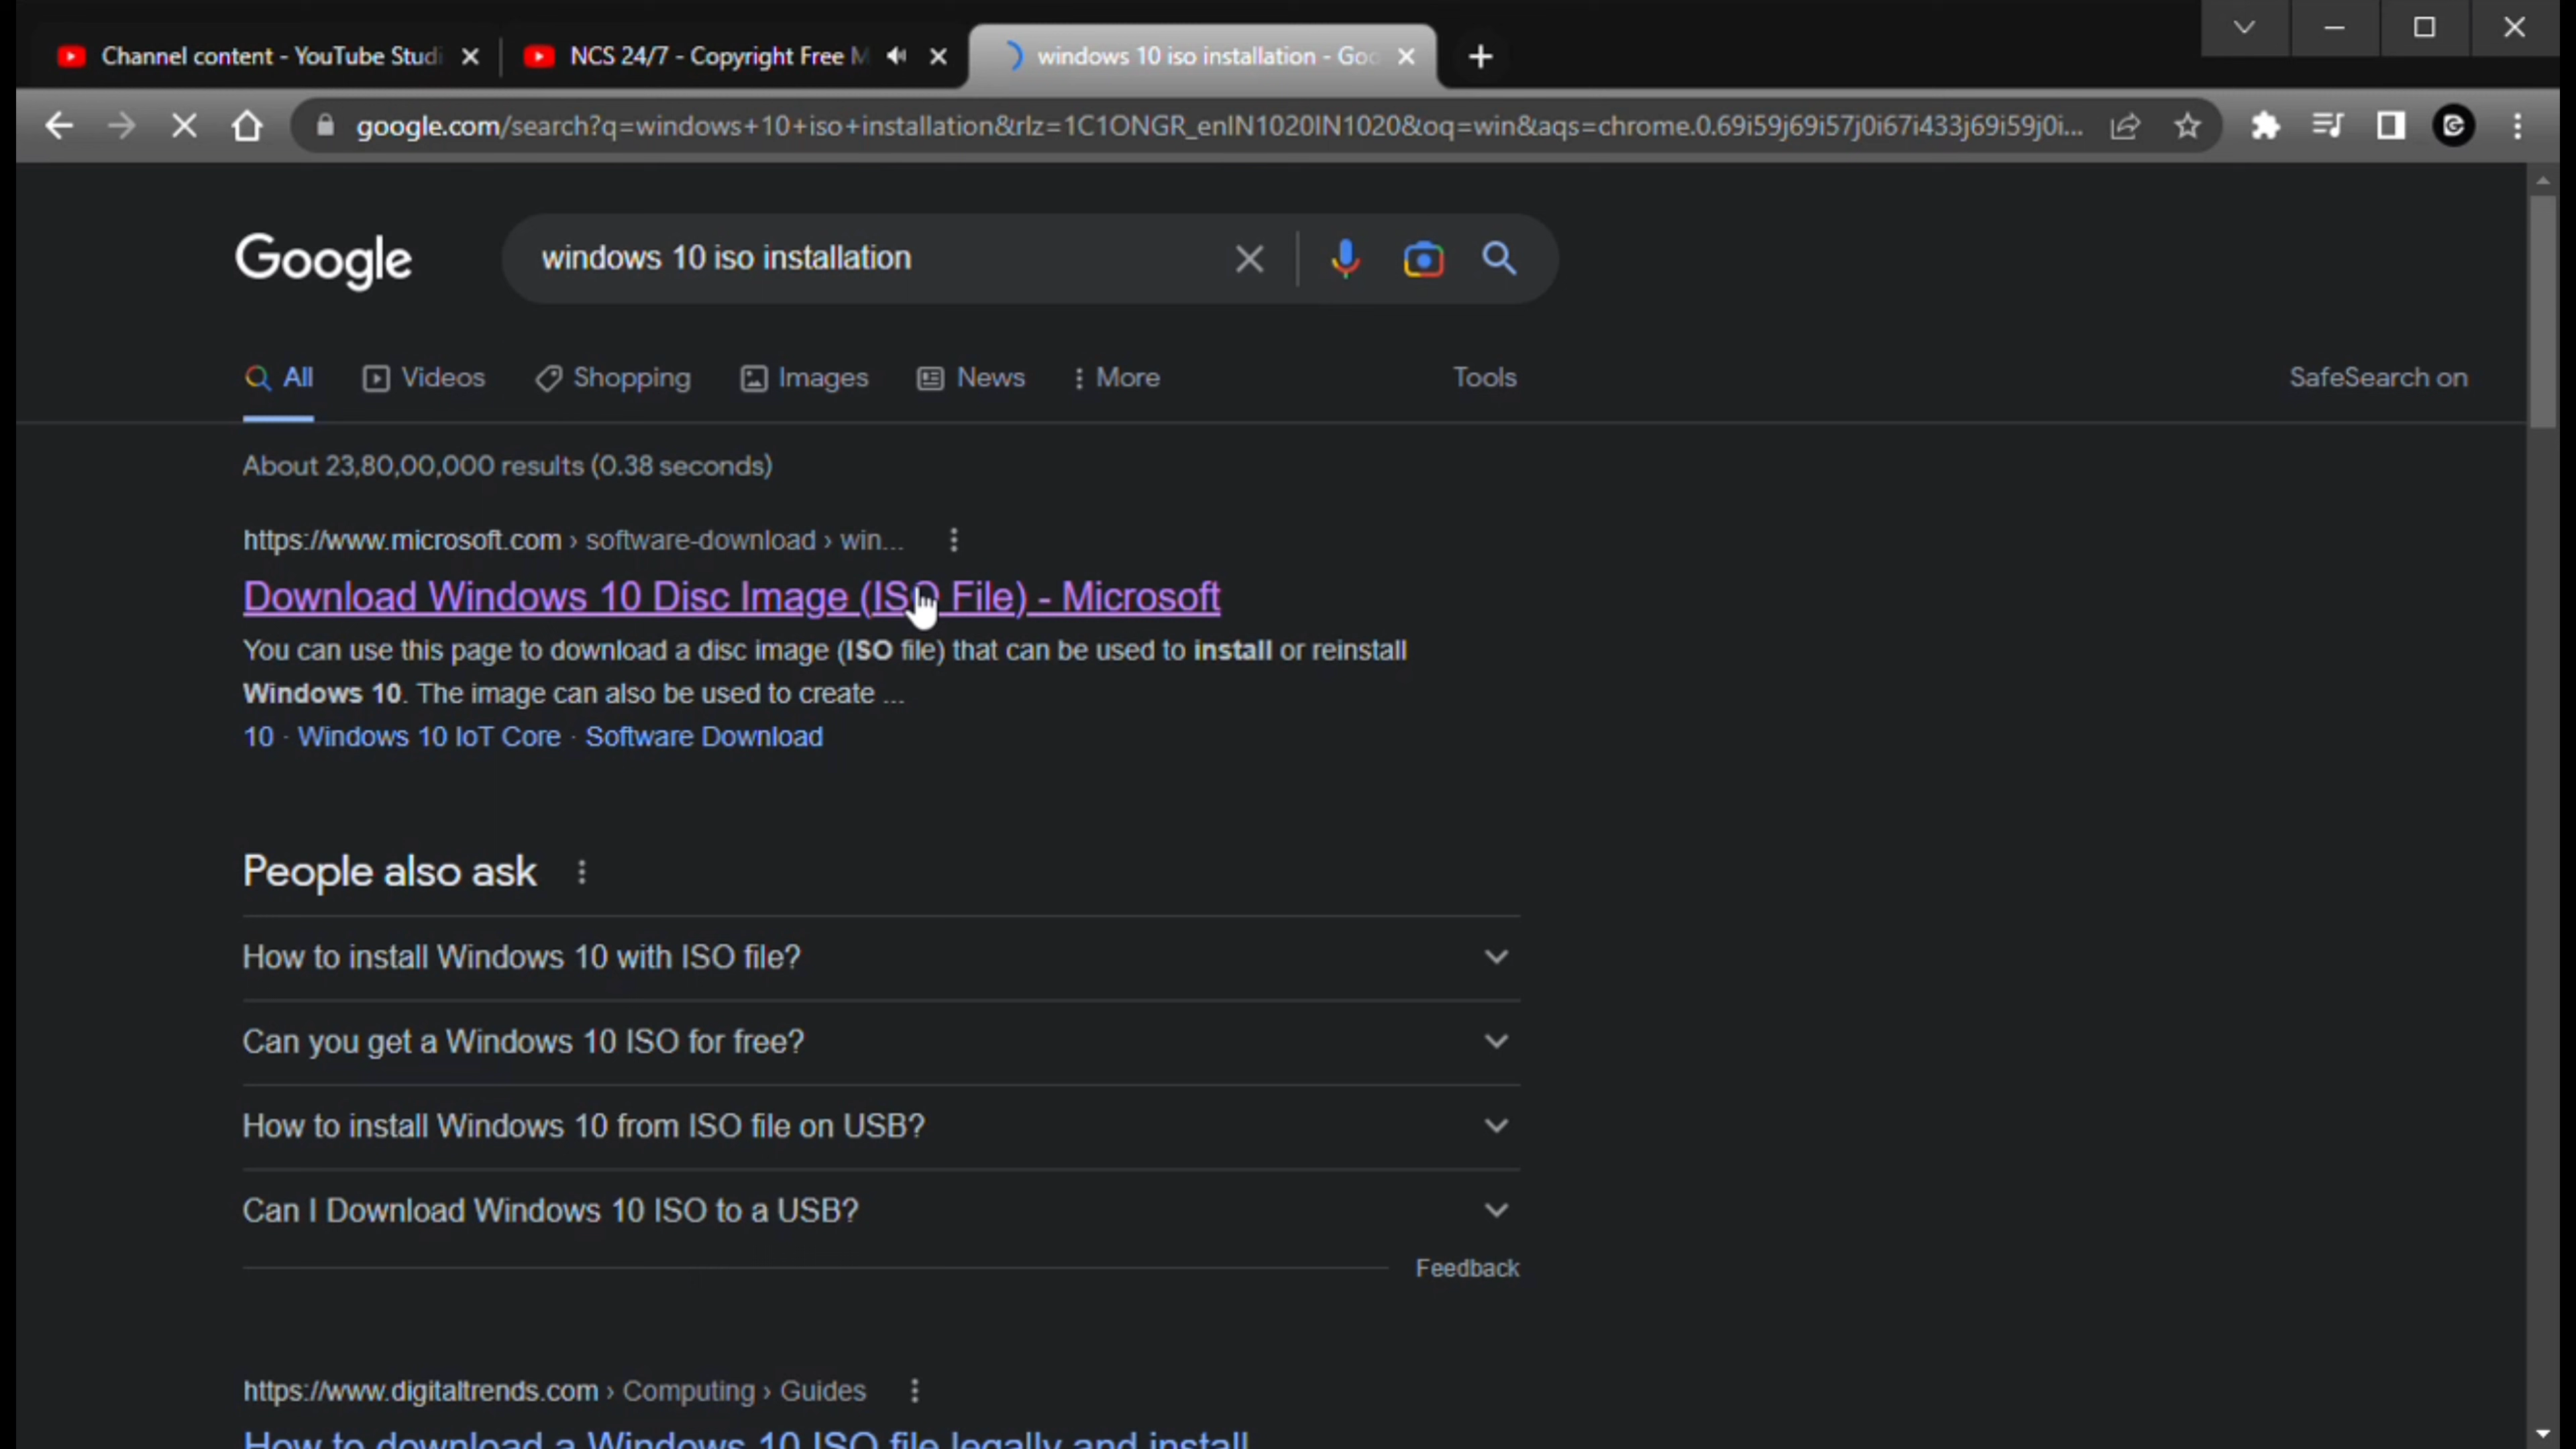 Channel content - YouTube Studi
NCS 24/7 - Copyright Free M
windows 10 iso installation - Goo
google.com/search?q=windows+10+iso+installation&rlz=1C1ONGR_enIN1020IN1020&oq=win&aqs=chrome.0.69i59j69i57j0i67i433j69i59j0i...
Google
windows 10 iso installation
All Videos Shopping Images News More Tools SafeSearch on
About 23,80,00,000 results (0.38 seconds)
https://www.microsoft.com › software-download › win...
Download Windows 10 Disc Image (ISO File) - Microsoft
You can use this page to download a disc image (ISO file) that can be used to install or reinstall
Windows 10. The image can also be used to create ...
10 · Windows 10 IoT Core · Software Download
People also ask
How to install Windows 10 with ISO file?
Can you get a Windows 10 ISO for free?
How to install Windows 10 from ISO file on USB?
Can I Download Windows 10 ISO to a USB?
Feedback
https://www.digitaltrends.com › Computing › Guides
How to download a Windows 10 ISO file legally and install